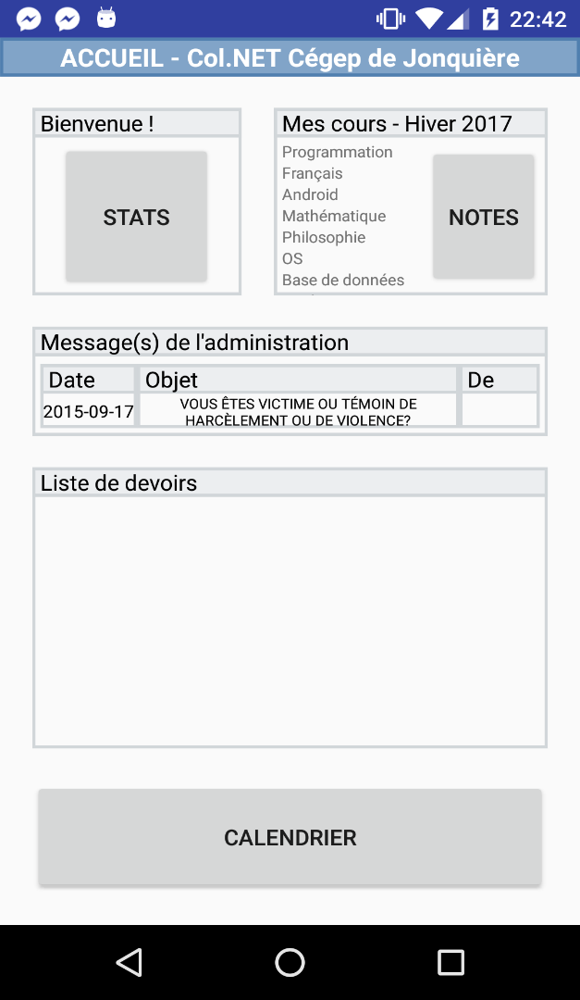 22:42
ACCUEIL - Col.NET Cégep de Jonquière
Bienvenue !
STATS
Mes cours - Hiver 2017
Programmation
Français
Android
Mathématique
Philosophie
OS
Base de données
NOTES
Message(s) de l'administration
Date Objet De
2015-09-17 VOUS ÊTES VICTIME OU TÉMOIN DE
HARCÈLEMENT OU DE VIOLENCE?
Liste de devoirs
CALENDRIER